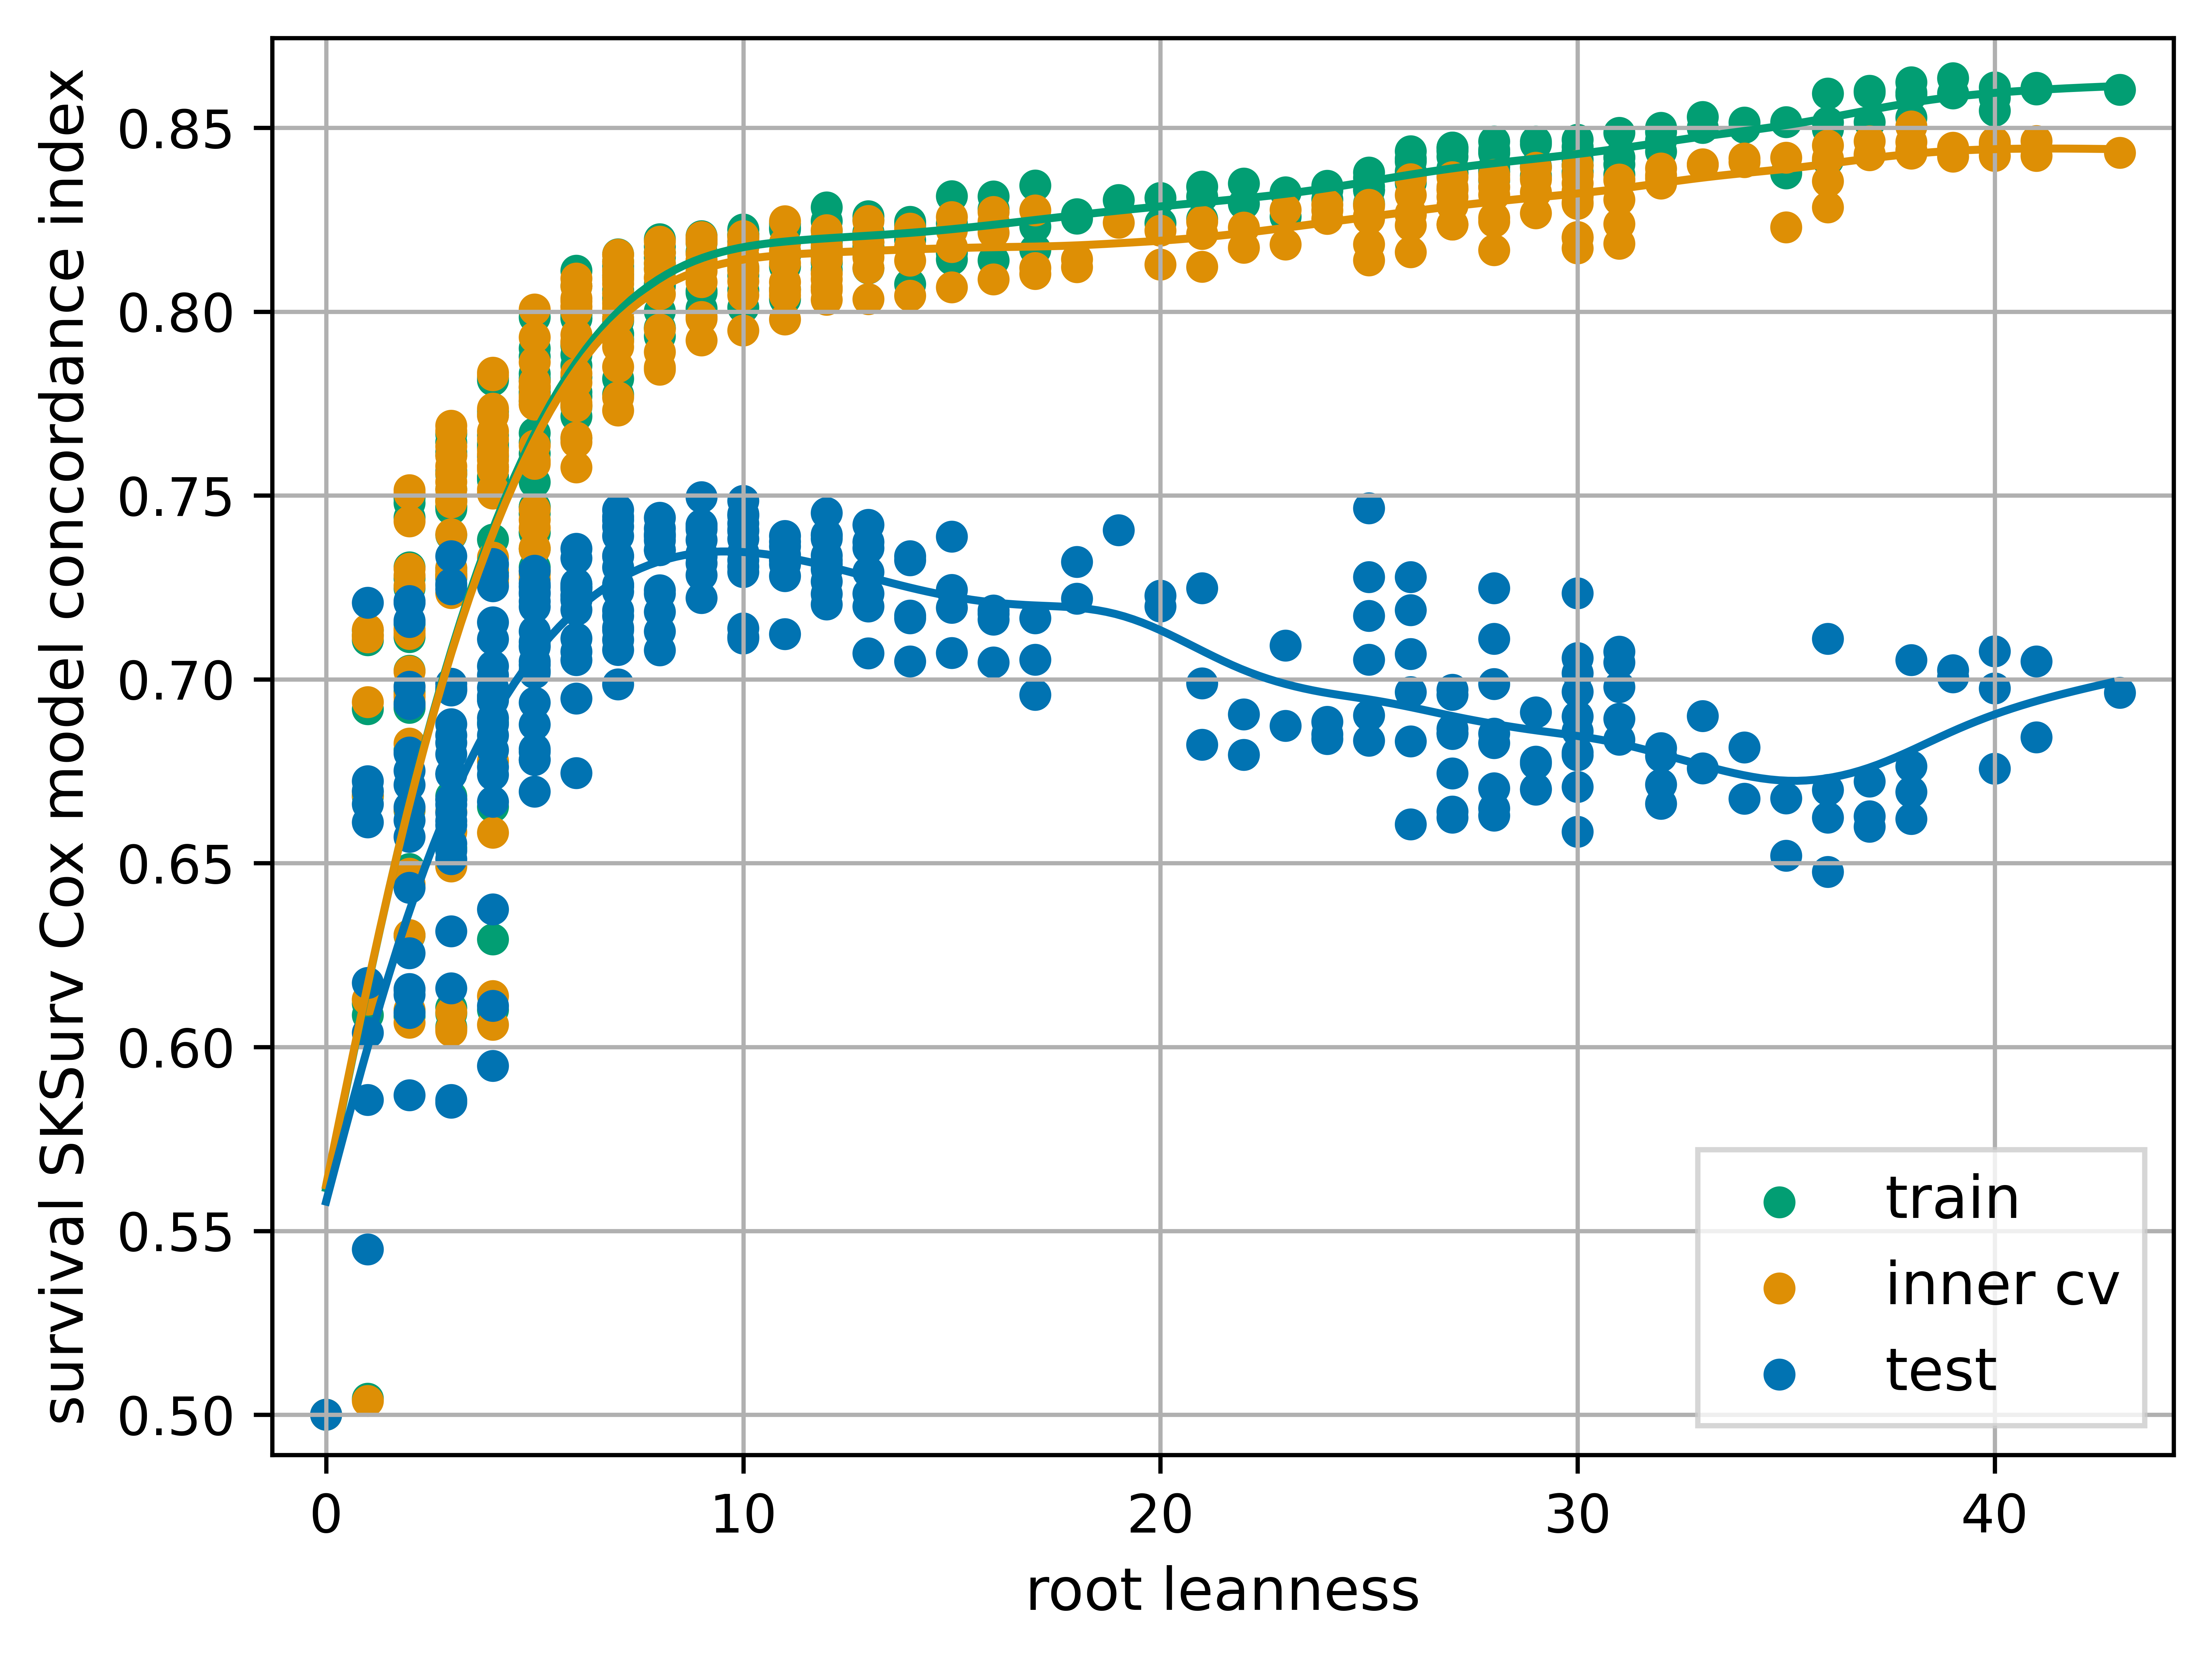 survival SKSurv Cox model concordance index
0.85
0.80
0.75
0.70
0.65
0.60
0.55
0.50
train
inner cv
test
0 10 20 30 40
root leanness